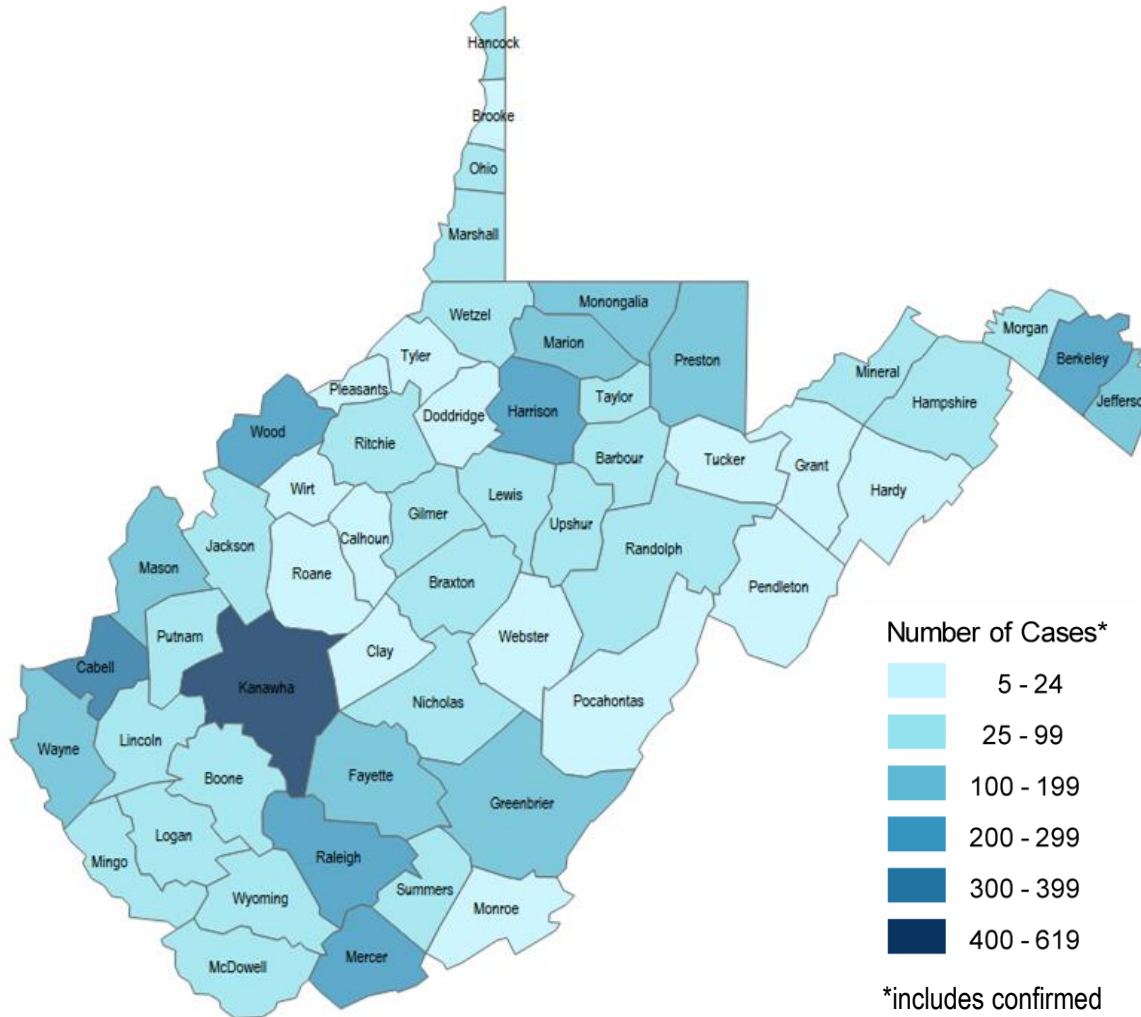 Hancock
Brooke
Ohio
Marshall
Wetzel
Monongalia
Marion
Preston
Morgan
Berkeley
Jefferso
Mineral
Hampshire
Tyler
Pleasants
Doddridge
Harrison
Taylor
Wood
Ritchie
Barbour
Tucker
Grant
Hardy
Wirt
Lewis
Gilmer
Upshur
Calhoun
Jackson
Randolph
Mason
Roane
Braxton
Pendleton
Putnam
Webster
Clay
Cabell
Kanawha
Nicholas
Pocahontas
Wayne
Lincoln
Boone
Fayette
Greenbrier
Logan
Mingo
Raleigh
Summers
Wyoming
Monroe
Mercer
McDowell
Number of Cases*
5 - 24
25 - 99
100 - 199
200 - 299
300 - 399
400 - 619
*includes confirmed